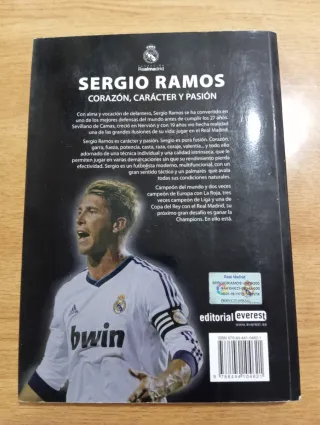 Realmadrid
SERGIO RAMOS
CORAZÓN, CARÁCTER Y PASIÓN
Con alma y vocación de delantero, Sergio Ramos se ha convertido en
uno de los mejores defensas del mundo antes de cumplir los 27 años.
Sevillano de Camas, creció en Nervión y con 19 años vio hecha realidad
una de las grandes ilusiones de su vida: jugar en el Real Madrid.
Sergio Ramos es carácter y pasión. Sergio es puro fusión. Corazón,
garra, fuerza, potencia, casta, raza, coraje, valentía... y todo ello
adornado de una técnica individual y una calidad intrínseca, que le
permiten jugar en varias demarcaciones sin que su rendimiento pierda
efectividad. Sergio es un futbolista moderno, multifuncional, con un
gran sentido táctico y un palmarés que avala
todas sus condiciones naturales.
Campeón del mundo y dos veces
campeón de Europa con La Roja, tres
veces campeón de Liga y una de
Copa del Rey con el Real Madrid, su
próximo gran desafío es ganar la
Champions. En ello está.
bwin
Real Madrid
editorial everest
www.everest.es